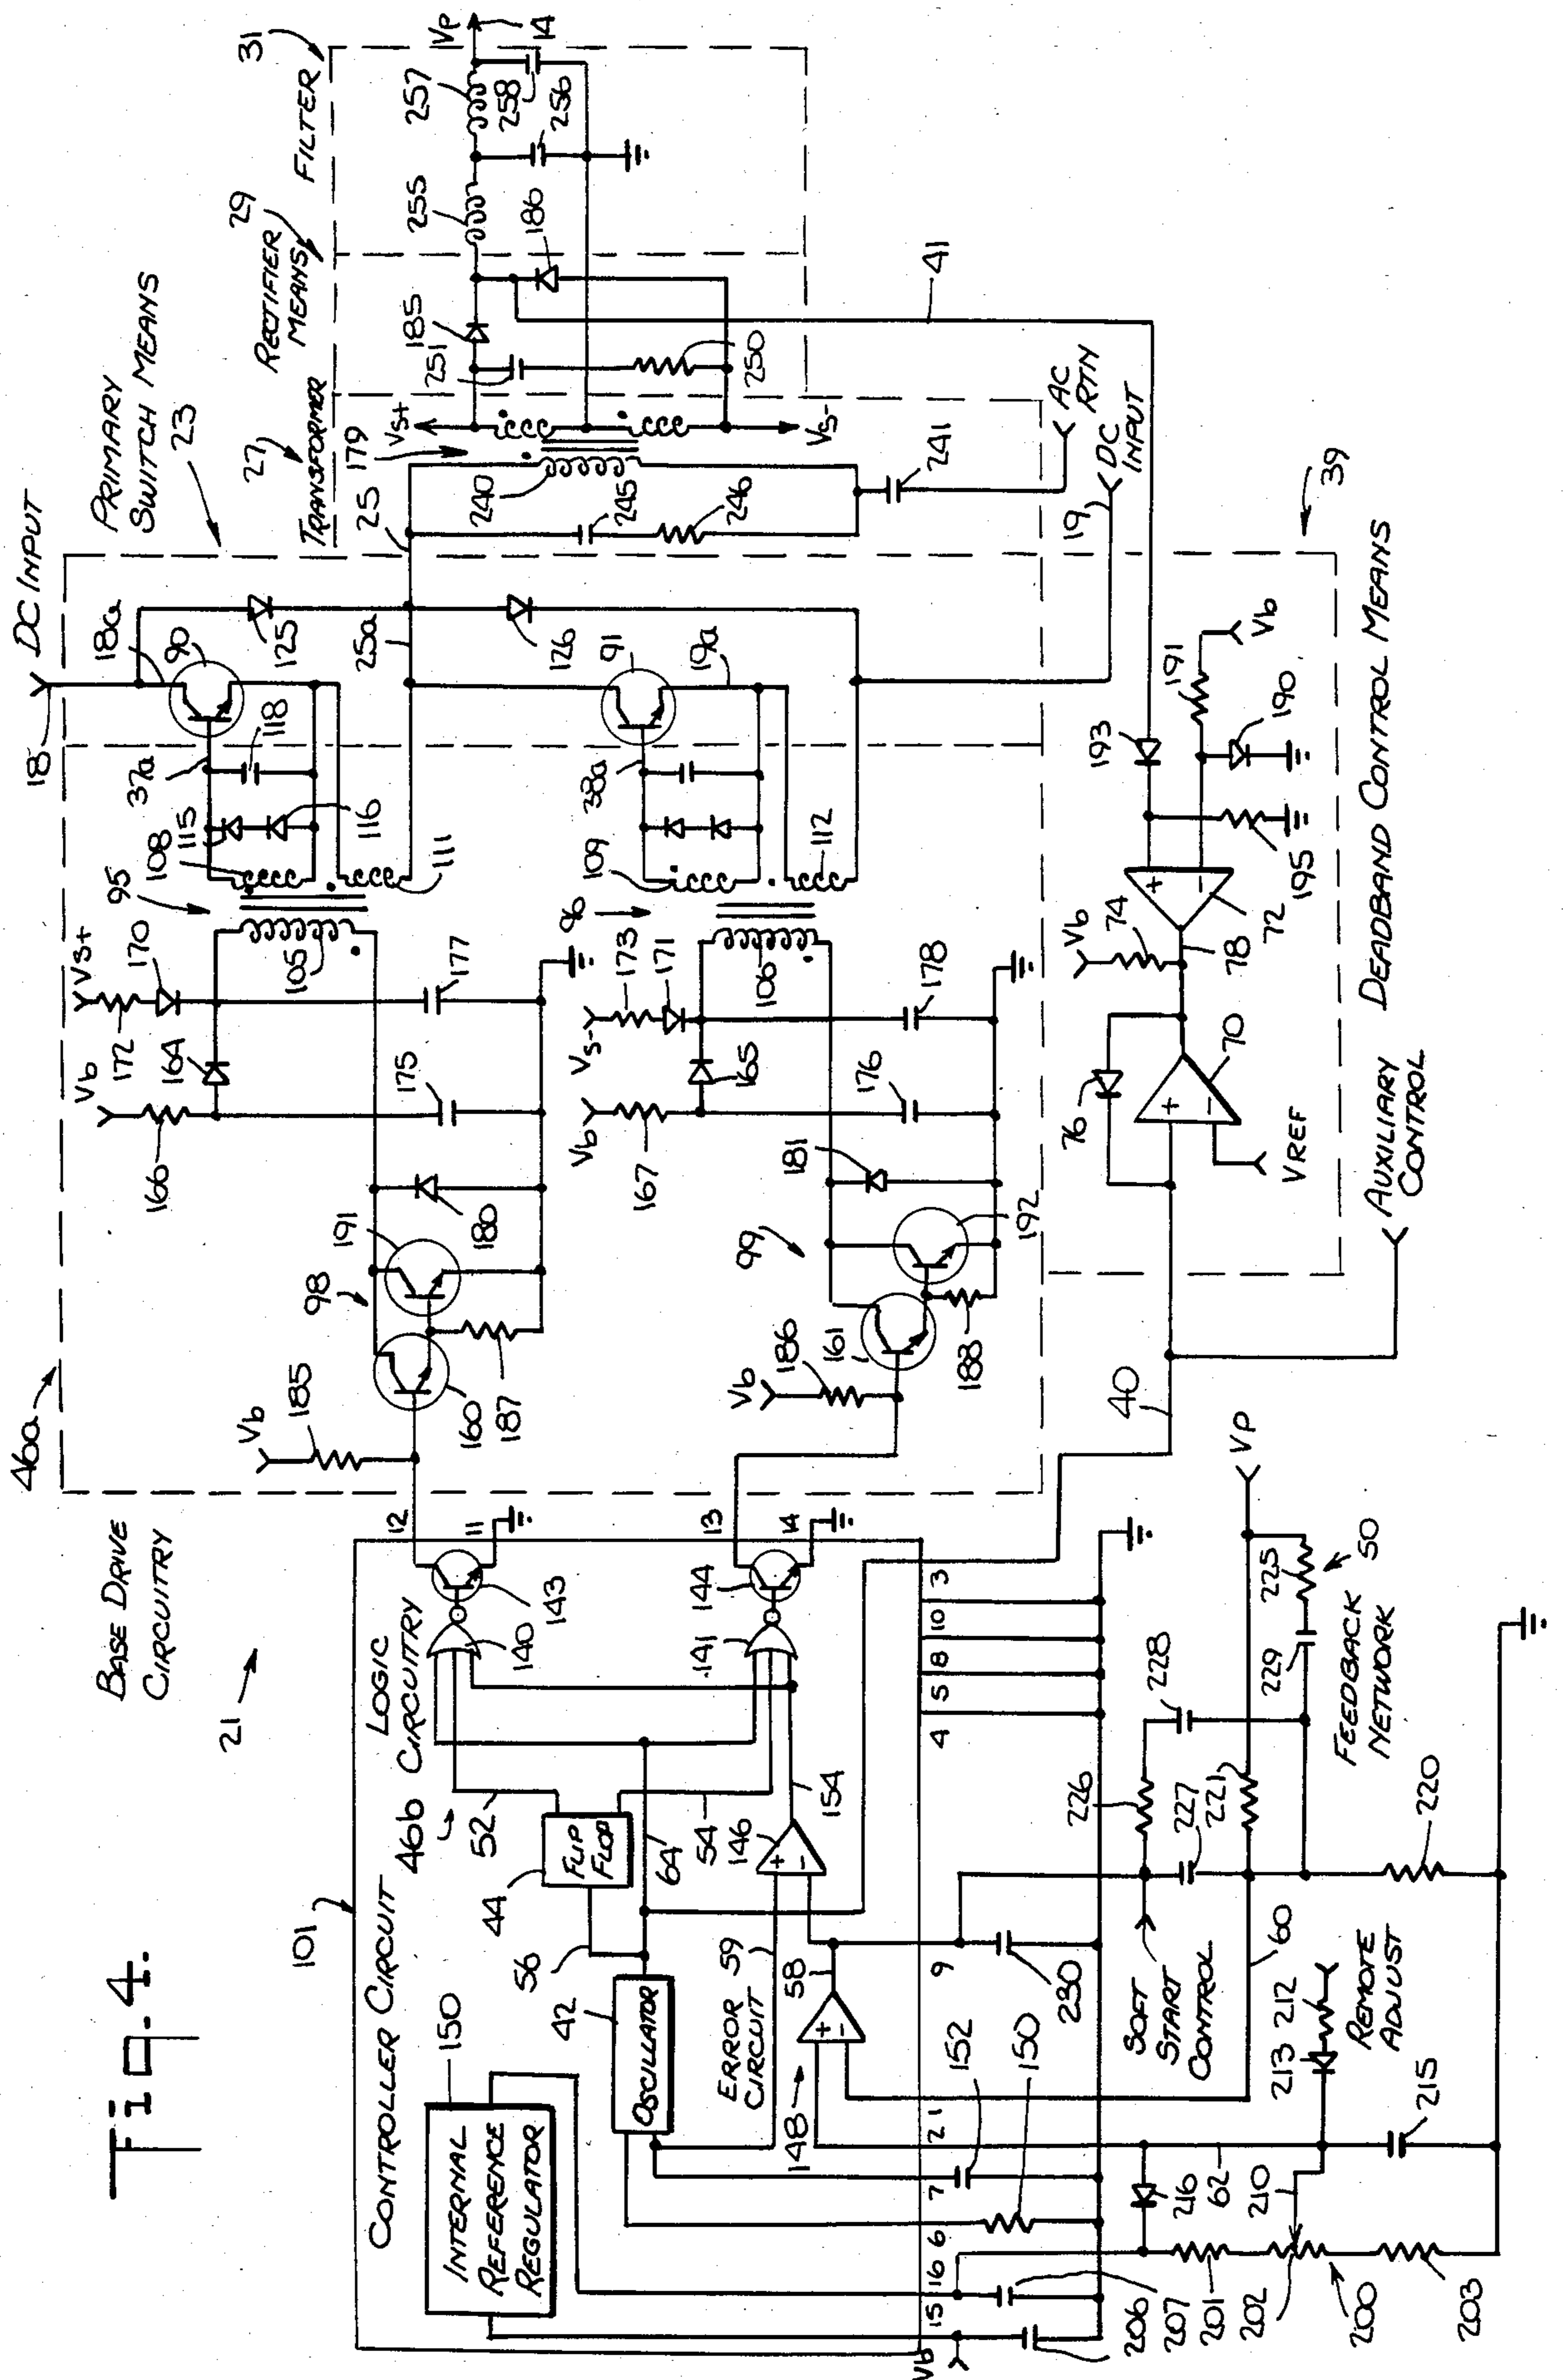 Fig. 4.
BASE DRIVE
CIRCUITRY
21
46a
PRIMARY
SWITCH MEANS
23
18
DC INPUT
18a
27
TRANSFORMER
RECTIFIER
MEANS
29
FILTER
31
101
CONTROLLER CIRCUIT
150
INTERNAL
REFERENCE
REGULATOR
46b
LOGIC
CIRCUITRY
42
OSCILLATOR
44
FLIP
FLOP
52
54
56
64
140
141
143
144
146
154
ERROR
CIRCUIT
59
58
148
12
11
13
14
3
10
8
5
4
9
1
2
7
6
16
15
Vb
185
Vb
160
187
98
191
180
166
Vb
164
172
Vs+
170
175
177
95
105
108
115
116
118
37a
90
111
125
25a
25
126
91
19a
38a
109
112
96
106
173
Vs-
171
165
Vb
167
176
178
181
99
192
161
188
186
Vb
179
Vs+
Vs-
240
245
246
241
AC
RTN
DC
INPUT
19
251
185
250
186
255
257
258
256
VP
14
41
39
DEADBAND CONTROL MEANS
193
191
Vb
190
195
72
78
74
Vb
70
76
VREF
AUXILIARY
CONTROL
40
VP
50
FEEDBACK
NETWORK
225
229
228
226
227
221
220
60
SOFT
START
CONTROL
230
REMOTE
ADJUST
212
213
215
152
150
216
62
210
206
207
201
202
200
203